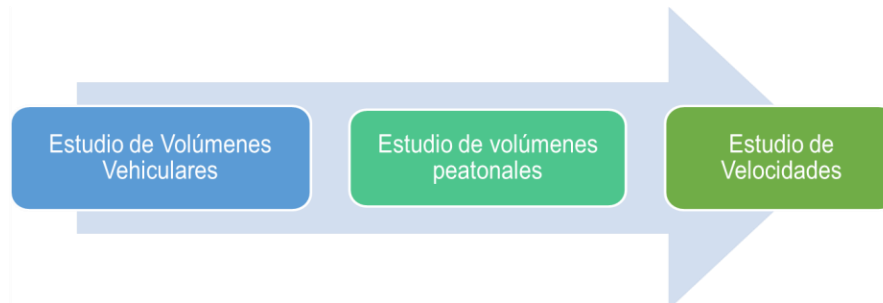 Estudio de Volúmenes
Vehiculares
Estudio de volúmenes
peatonales
Estudio de
Velocidades